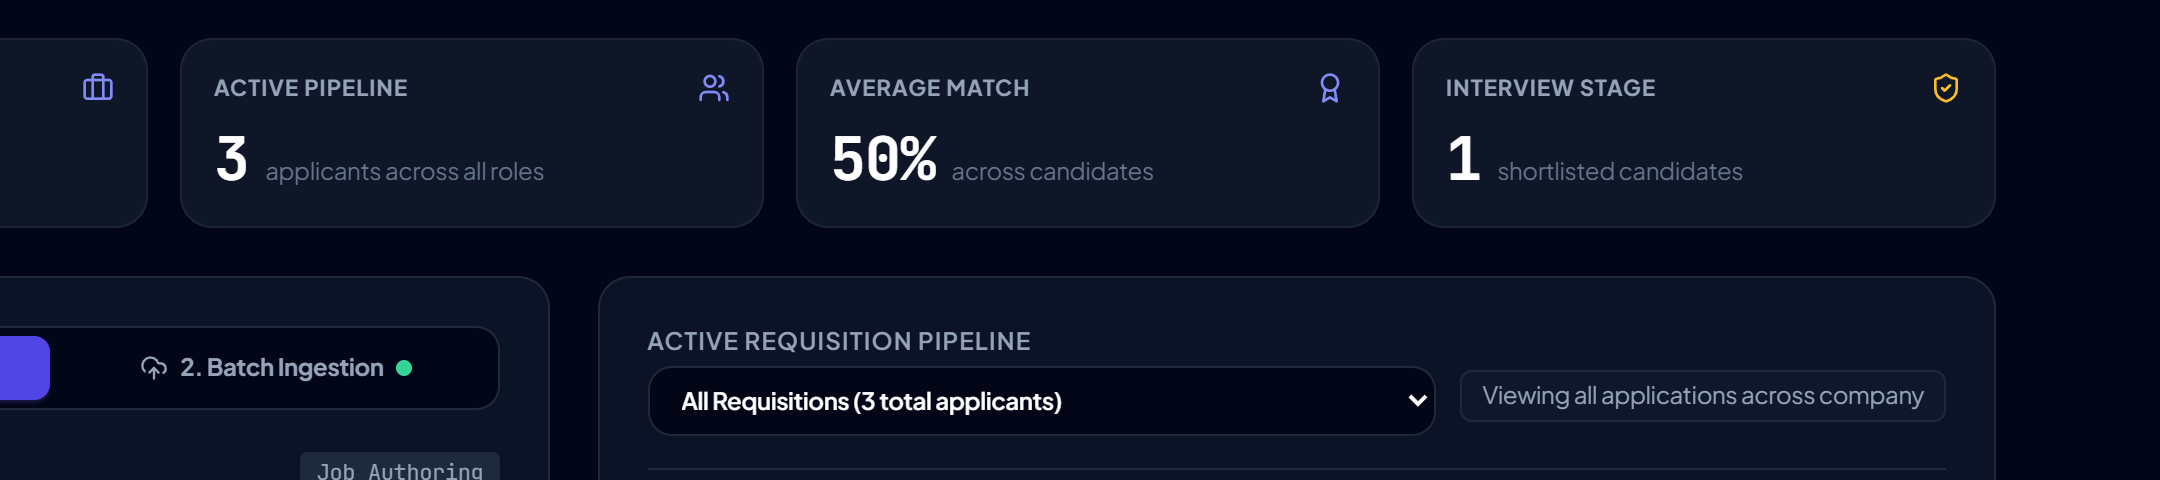 ACTIVE PIPELINE
3 applicants across all roles
AVERAGE MATCH
50% across candidates
INTERVIEW STAGE
1 shortlisted candidates
2. Batch Ingestion
Job Authoring
ACTIVE REQUISITION PIPELINE
All Requisitions (3 total applicants)
Viewing all applications across company